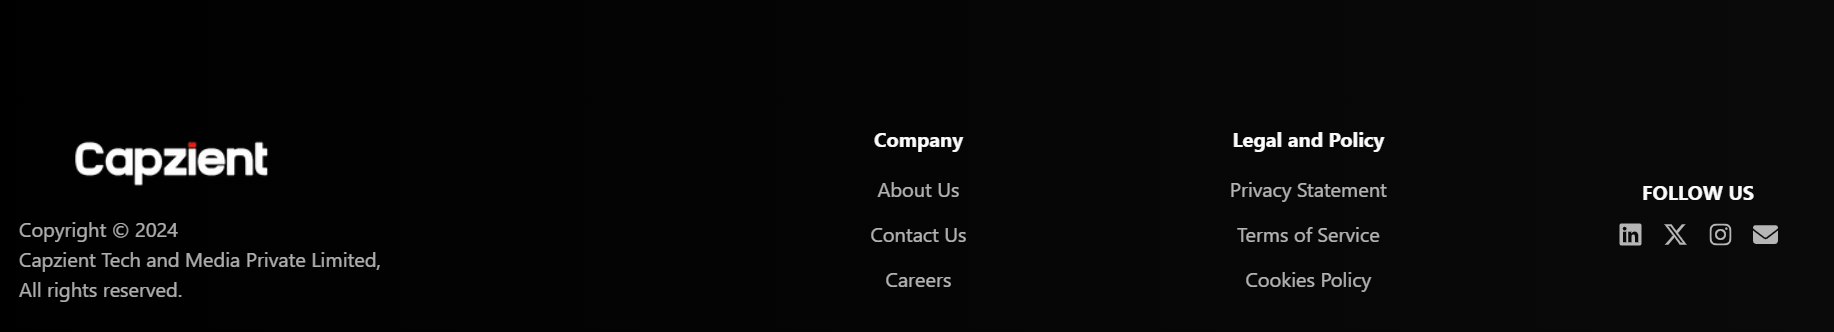 Capzient
Copyright © 2024
Capzient Tech and Media Private Limited,
All rights reserved.
Company
About Us
Contact Us
Careers
Legal and Policy
Privacy Statement
Terms of Service
Cookies Policy
FOLLOW US